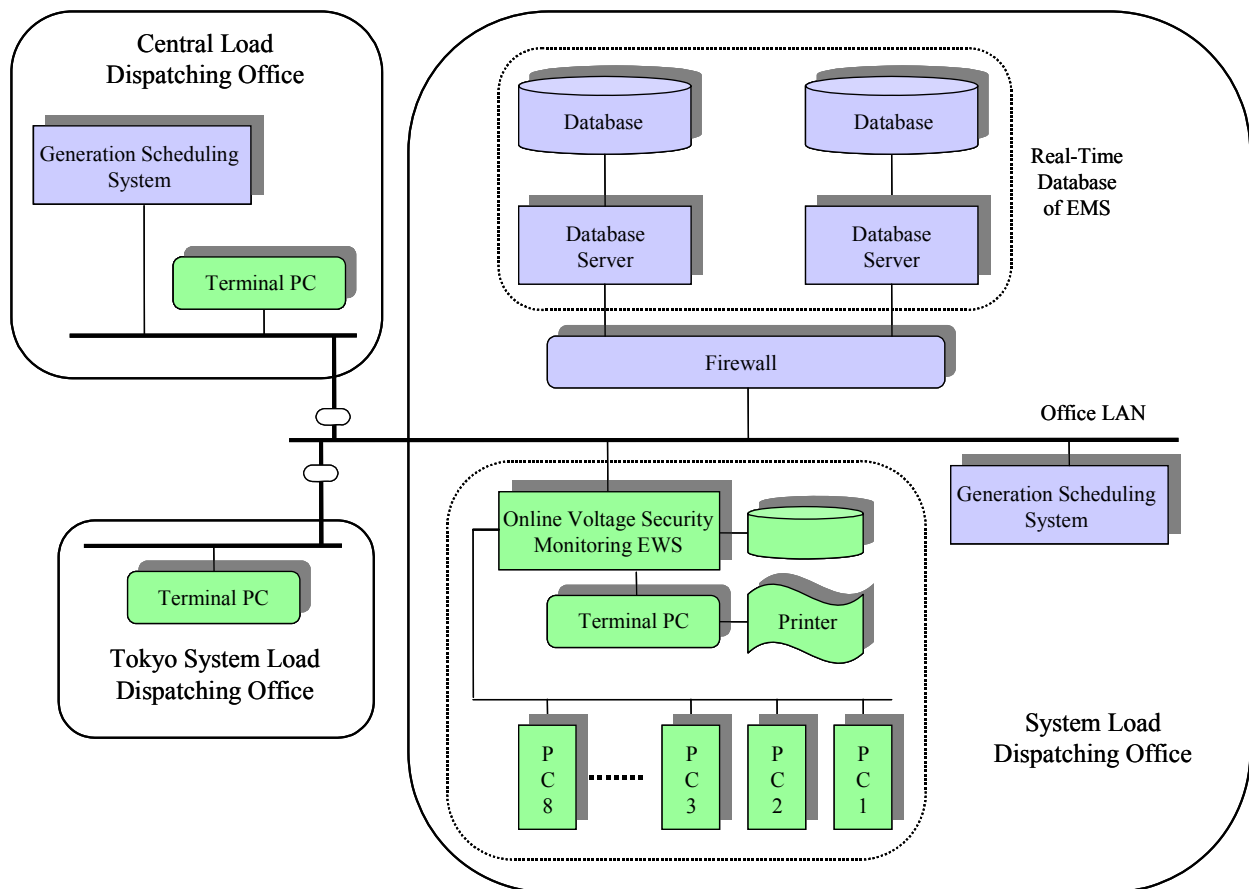 Central Load
Dispatching Office
Generation Scheduling
System
Terminal PC
Database
Database
Real-Time
Database
of EMS
Database
Server
Database
Server
Firewall
Office LAN
Online Voltage Security
Monitoring EWS
Generation Scheduling
System
Terminal PC
Printer
Terminal PC
Tokyo System Load
Dispatching Office
P
C
8
P
C
3
P
C
2
P
C
1
System Load
Dispatching Office